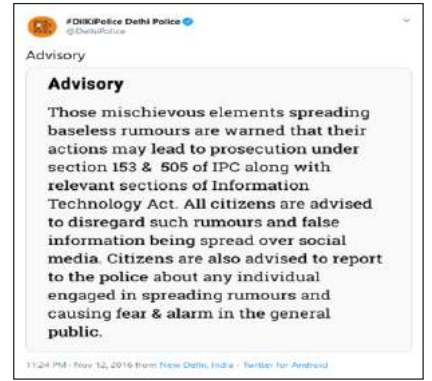 #DilKiPolice Delhi Police
@DelhiPolice
Advisory
Advisory
Those mischievous elements spreading
baseless rumours are warned that their
actions may lead to prosecution under
section 153 & 505 of IPC along with
relevant sections of Information
Technology Act. All citizens are advised
to disregard such rumours and false
information being spread over social
media. Citizens are also advised to report
to the police about any individual
engaged in spreading rumours and
causing fear & alarm in the general
public.
11:24 PM - Nov 12, 2016 from New Delhi, India - Twitter for Android